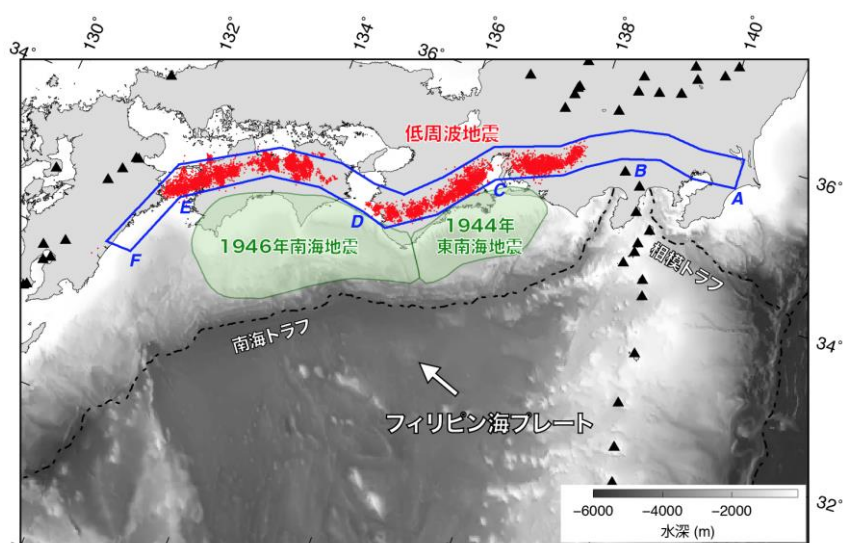 130°
132°
134°
136°
138°
140°
34°
低周波地震
36°
A
B
C
D
E
F
1946年南海地震
1944年
東南海地震
相模トラフ
南海トラフ
34°
フィリピン海プレート
32°
-6000 -4000 -2000
水深 (m)